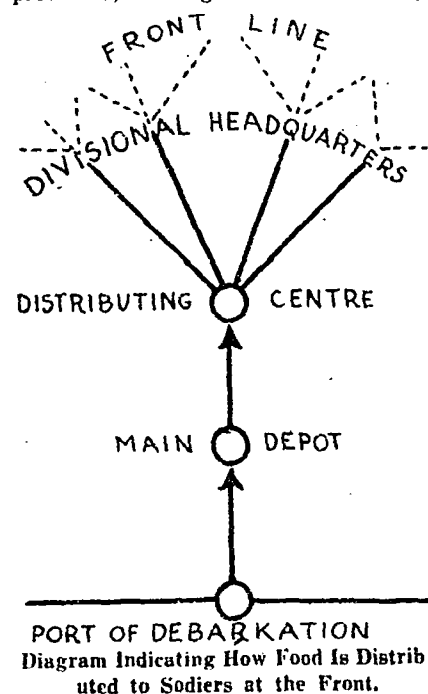 FRONT LINE
DIVISIONAL HEADQUARTERS
DISTRIBUTING CENTRE
MAIN DEPOT
PORT OF DEBARKATION
Diagram Indicating How Food Is Distrib
uted to Sodiers at the Front.